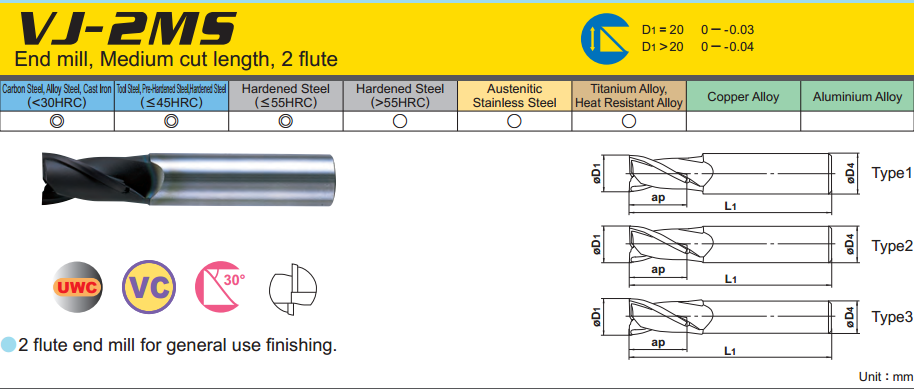 VJ-2MS
End mill, Medium cut length, 2 flute
D1 = 20 0 − -0.03
D1 > 20 0 − -0.04
Carbon Steel, Alloy Steel, Cast Iron
(<30HRC)
Tool Steel, Pre-Hardened Steel,Hardened Steel
(≤45HRC)
Hardened Steel
(≤55HRC)
Hardened Steel
(>55HRC)
Austenitic
Stainless Steel
Titanium Alloy,
Heat Resistant Alloy
Copper Alloy
Aluminium Alloy
◎ ◎ ◎ ○ ○ ○
øD1 ap L1 øD4 Type1
øD1 ap L1 øD4 Type2
øD1 ap L1 øD4 Type3
UWC VC 30°
2 flute end mill for general use finishing.
Unit : mm